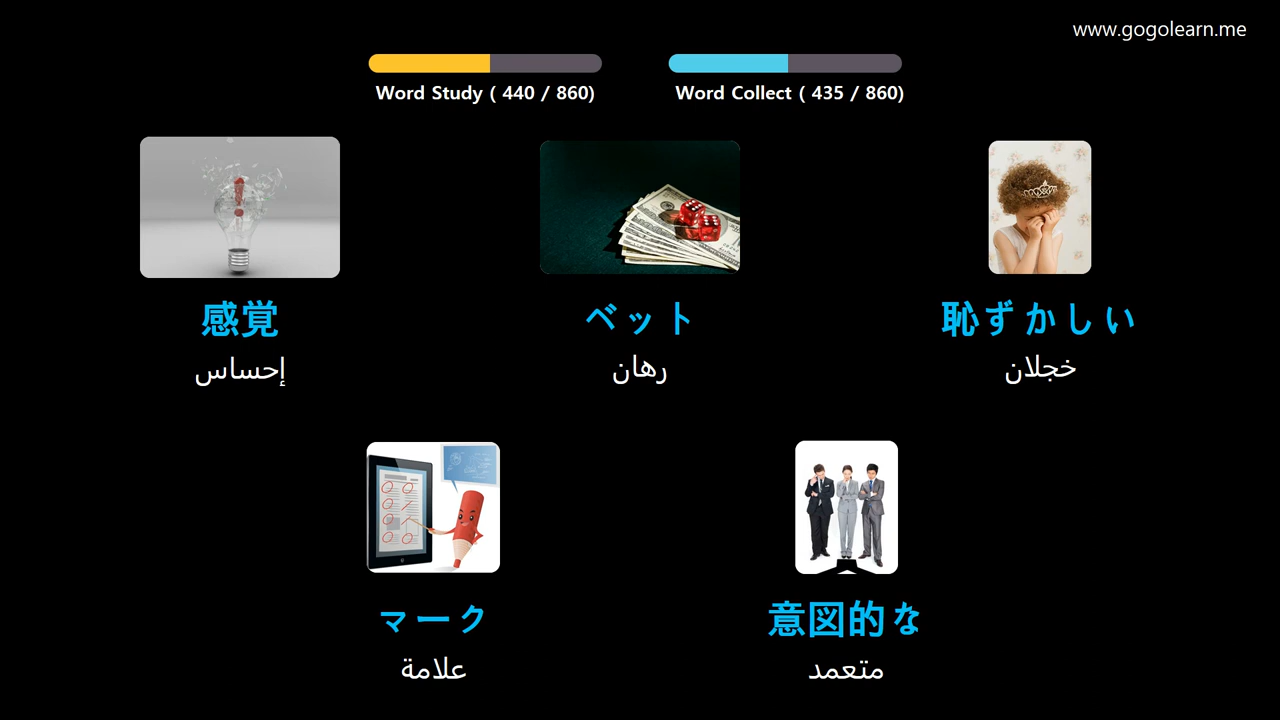 www.gogolearn.me
Word Study ( 440 / 860)
Word Collect ( 435 / 860)
感覚
إحساس
ベット
رهان
恥ずかしい
خجلان
マーク
علامة
意図的な
متعمد